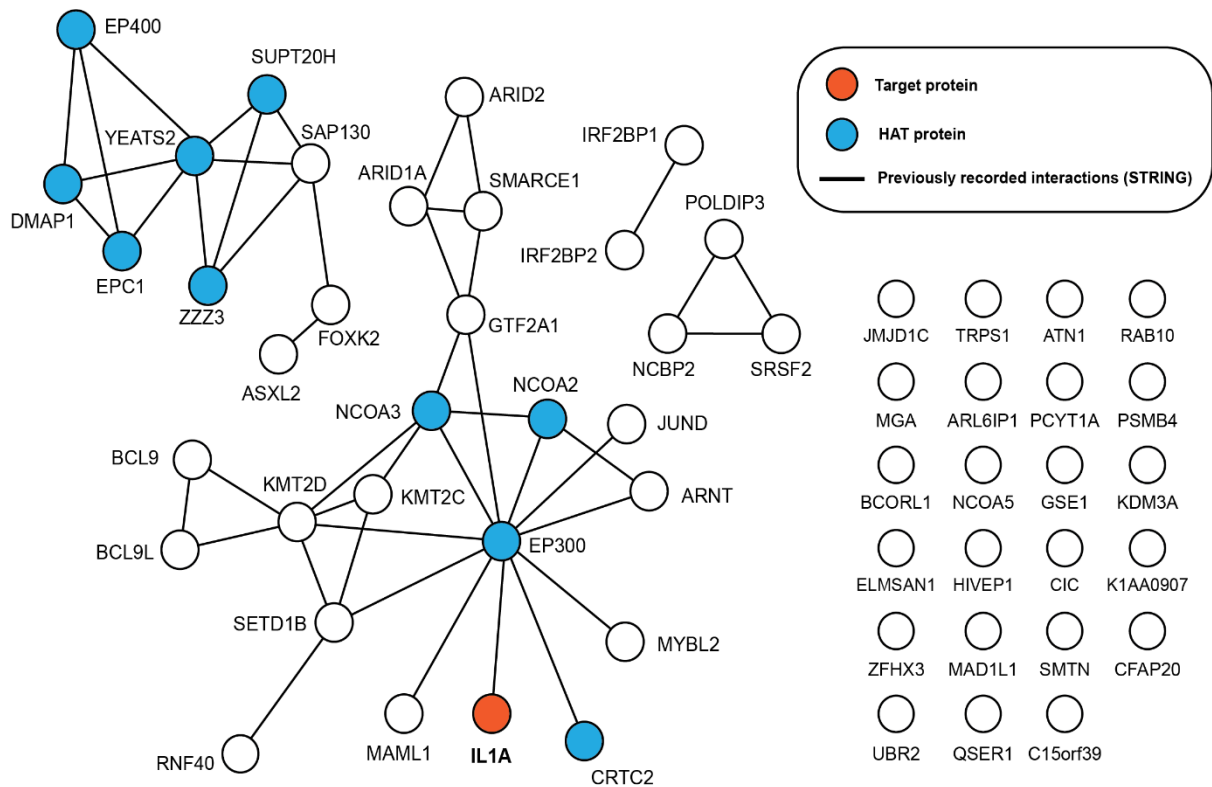 EP400
SUPT20H
YEATS2
SAP130
DMAP1
EPC1
ZZZ3
FOXK2
ASXL2
ARID2
ARID1A
SMARCE1
GTF2A1
IRF2BP1
IRF2BP2
POLDIP3
NCBP2
SRSF2
NCOA3
NCOA2
JUND
BCL9
KMT2D
KMT2C
ARNT
BCL9L
EP300
SETD1B
MYBL2
RNF40
MAML1
IL1A
CRTC2
Target protein
HAT protein
Previously recorded interactions (STRING)
JMJD1C TRPS1 ATN1 RAB10
MGA ARL6IP1 PCYT1A PSMB4
BCORL1 NCOA5 GSE1 KDM3A
ELMSAN1 HIVEP1 CIC K1AA0907
ZFHX3 MAD1L1 SMTN CFAP20
UBR2 QSER1 C15orf39